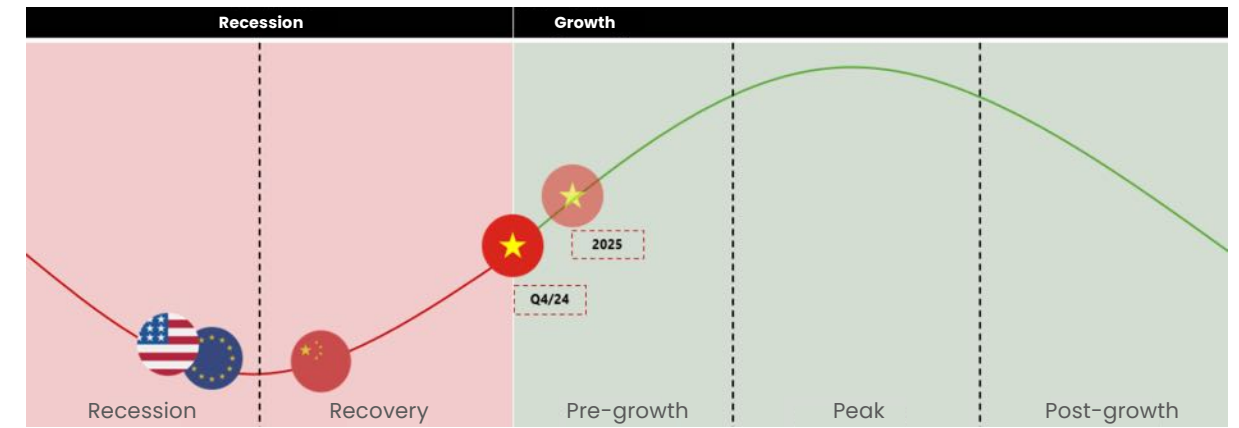 Recession
Growth
2025
Q4/24
Recession
Recovery
Pre-growth
Peak
Post-growth